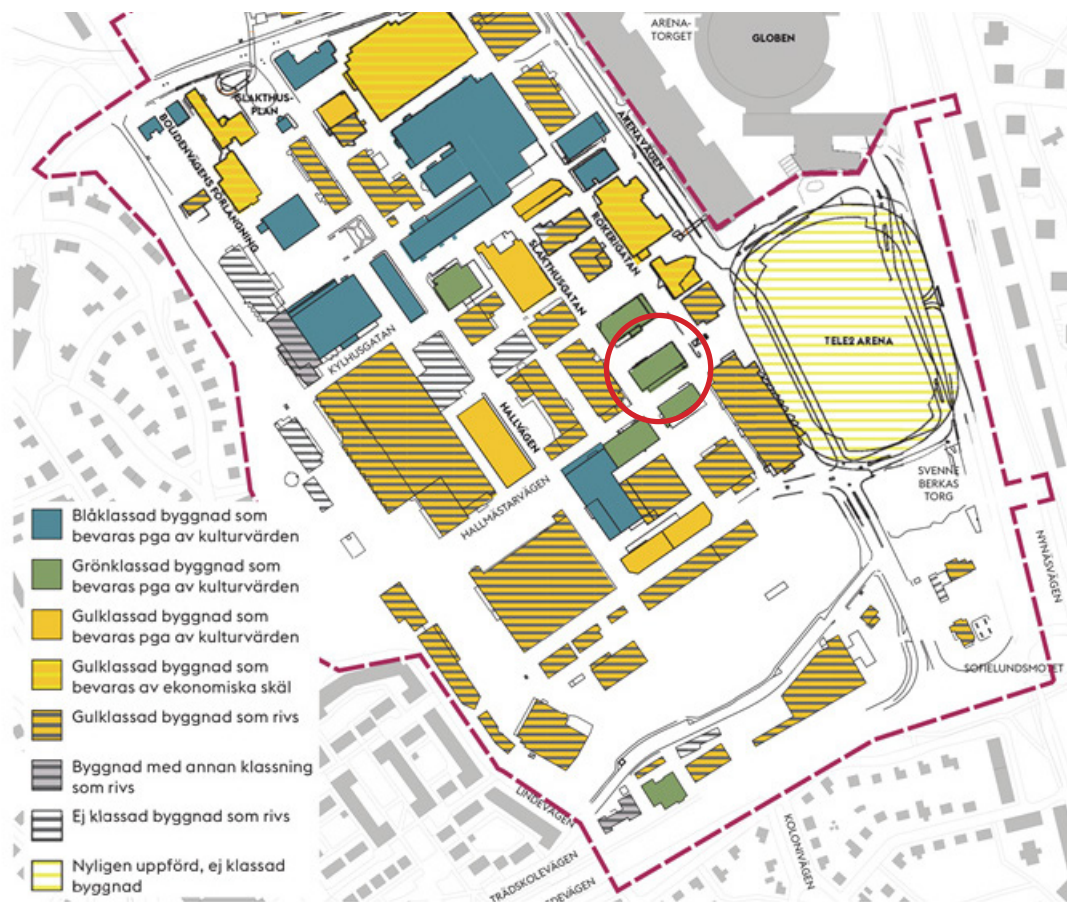 ARENA-
TORGET
GLOBEN
SLAKTHUS-
PLAN
BOUDENVÄGENS FÖRLÄNGNING
ARENAVÄGEN
RÖKERIGATAN
SLAKTHUSGATAN
KYLHUSGATAN
TELE2 ARENA
HALLVÄGEN
HALLMÄSTARVÄGEN
SVENNE
BERKAS
TORG
NYNÄSVÄGEN
SOFIELUNDSMOTET
LINDEVÄGEN
KOLONIVÄGEN
TRÄDSKOLEVÄGEN
DEVÄGEN
Blåklassad byggnad som
bevaras pga av kulturvärden
Grönklassad byggnad som
bevaras pga av kulturvärden
Gulklassad byggnad som
bevaras pga av kulturvärden
Gulklassad byggnad som
bevaras av ekonomiska skäl
Gulklassad byggnad som rivs
Byggnad med annan klassning
som rivs
Ej klassad byggnad som rivs
Nyligen uppförd, ej klassad
byggnad